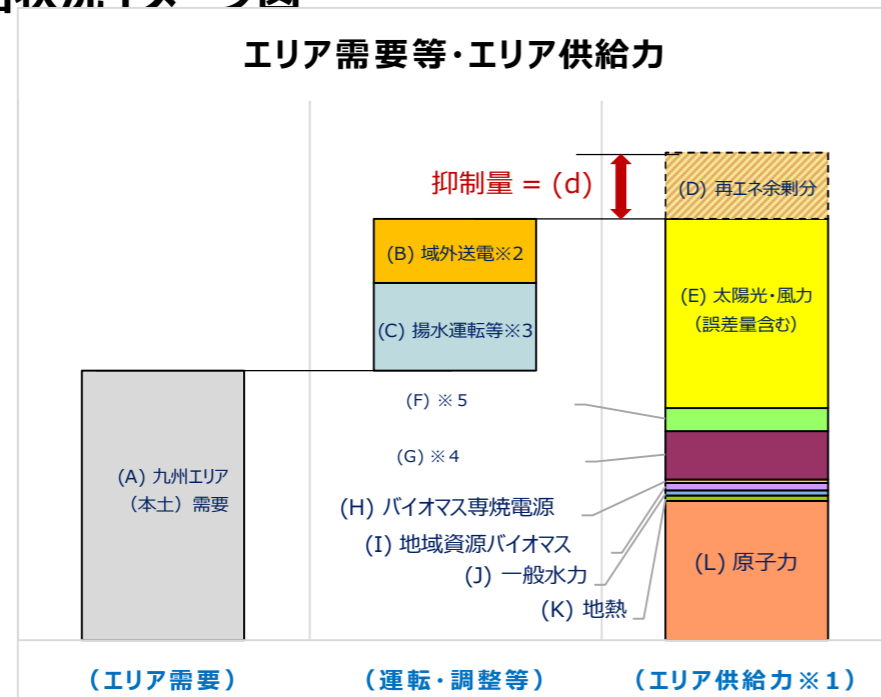 エリア需要等・エリア供給力
抑制量 = (d)
(D) 再エネ余剰分
(B) 域外送電※2
(E) 太陽光・風力
（誤差量含む）
(C) 揚水運転等※3
(F) ※5
(G) ※4
(A) 九州エリア
（本土）需要
(H) バイオマス専焼電源
(I) 地域資源バイオマス
(J) 一般水力
(K) 地熱
(L) 原子力
（エリア需要）
（運転・調整等）
（エリア供給力※1）